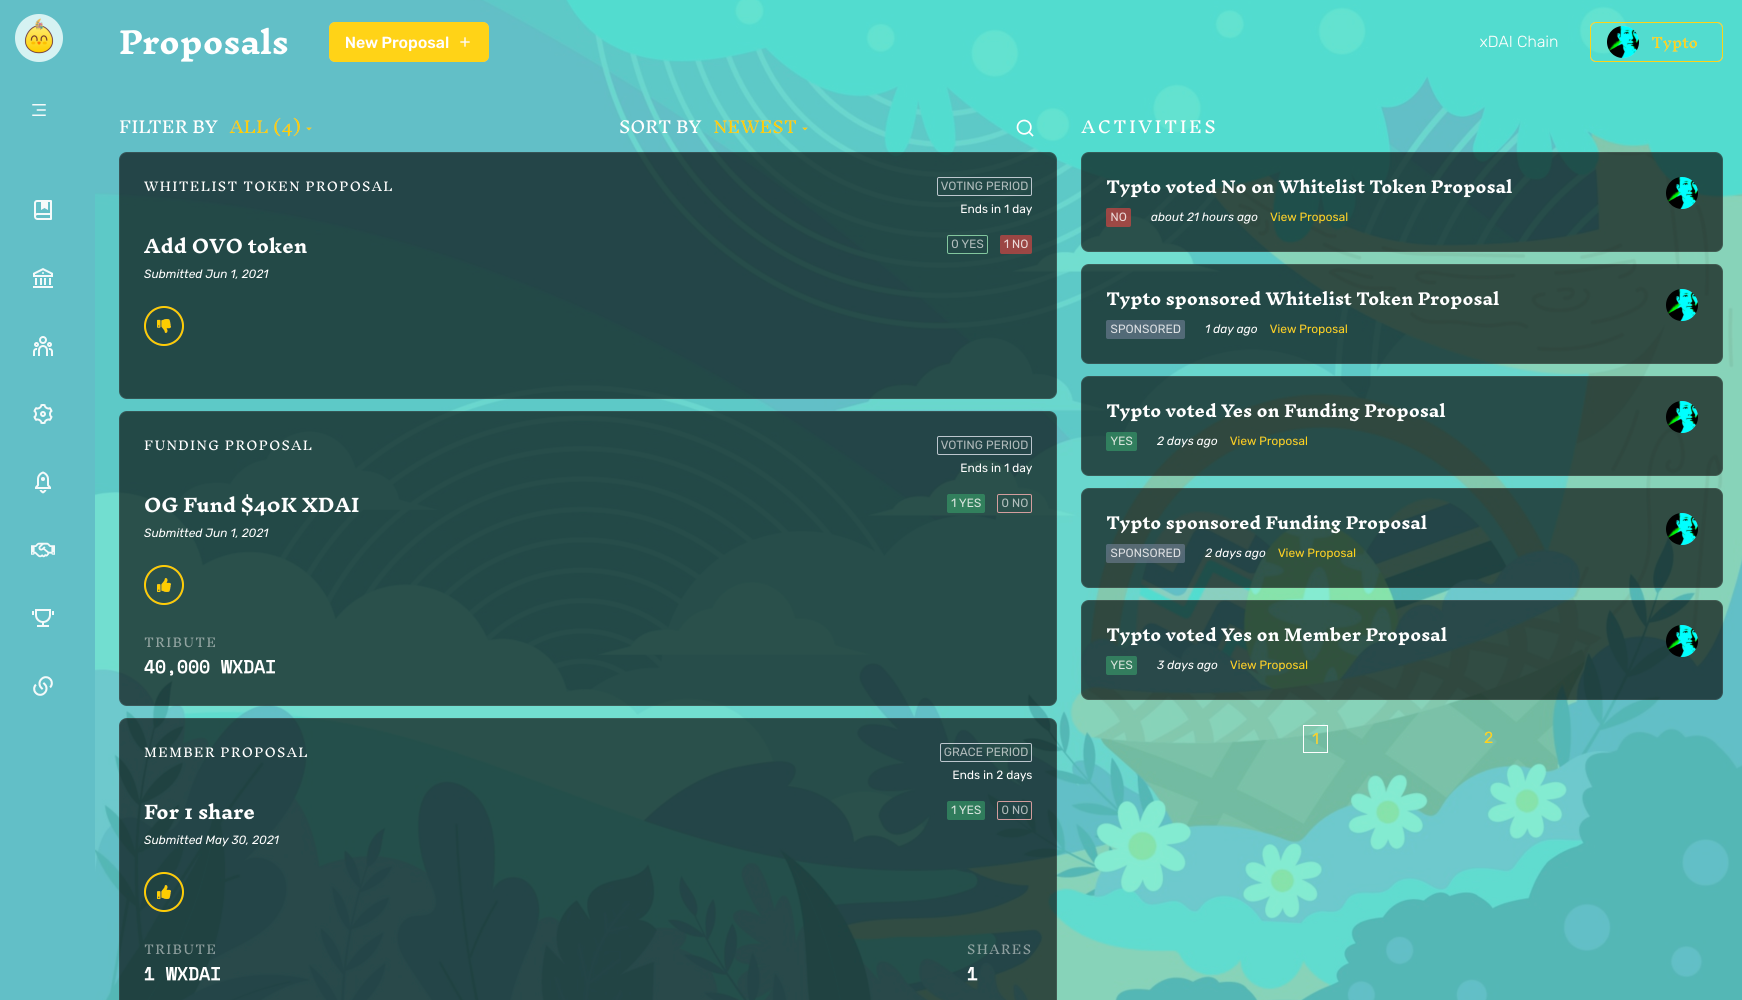 Proposals
New Proposal +
xDAI Chain
Typto
FILTER BY ALL (4)
SORT BY NEWEST
ACTIVITIES
WHITELIST TOKEN PROPOSAL
VOTING PERIOD
Ends in 1 day
Add OVO token
0 YES
1 NO
Submitted Jun 1, 2021
FUNDING PROPOSAL
VOTING PERIOD
Ends in 1 day
OG Fund $40K XDAI
1 YES
0 NO
Submitted Jun 1, 2021
TRIBUTE
40,000 WXDAI
MEMBER PROPOSAL
GRACE PERIOD
Ends in 2 days
For 1 share
1 YES
0 NO
Submitted May 30, 2021
TRIBUTE
1 WXDAI
SHARES
1
Typto voted No on Whitelist Token Proposal
NO about 21 hours ago View Proposal
Typto sponsored Whitelist Token Proposal
SPONSORED 1 day ago View Proposal
Typto voted Yes on Funding Proposal
YES 2 days ago View Proposal
Typto sponsored Funding Proposal
SPONSORED 2 days ago View Proposal
Typto voted Yes on Member Proposal
YES 3 days ago View Proposal
1 2